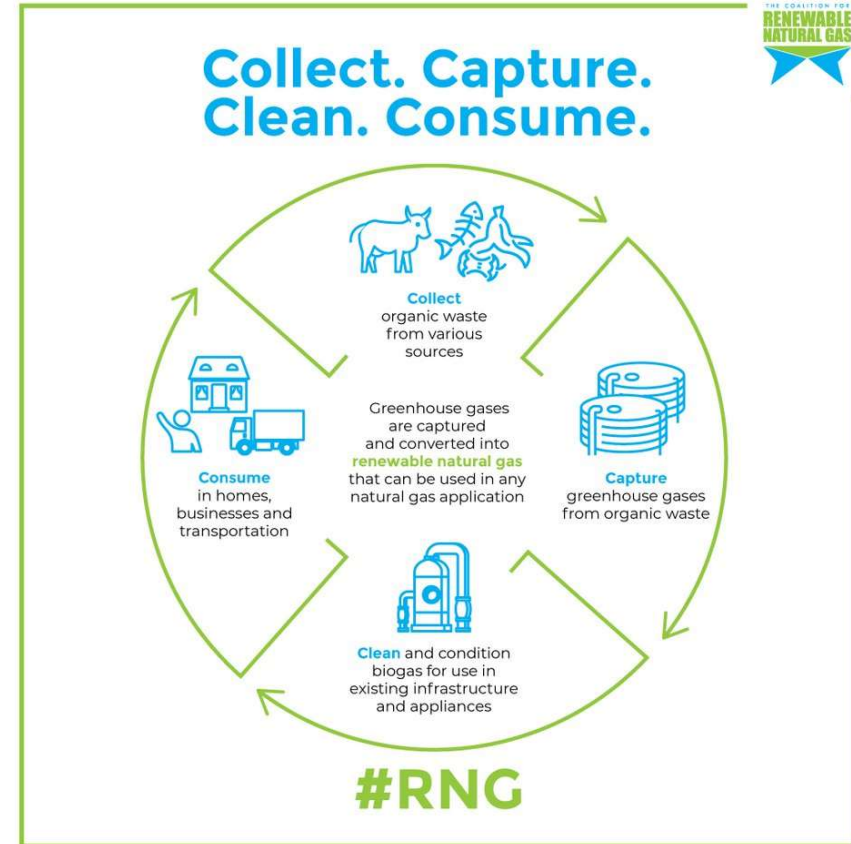 THE COALITION FOR
RENEWABLE
NATURAL GAS
Collect. Capture.
Clean. Consume.
Collect
organic waste
from various
sources
Capture
greenhouse gases
from organic waste
Clean and condition
biogas for use in
existing infrastructure
and appliances
Consume
in homes,
businesses and
transportation
Greenhouse gases
are captured
and converted into
renewable natural gas
that can be used in any
natural gas application
#RNG